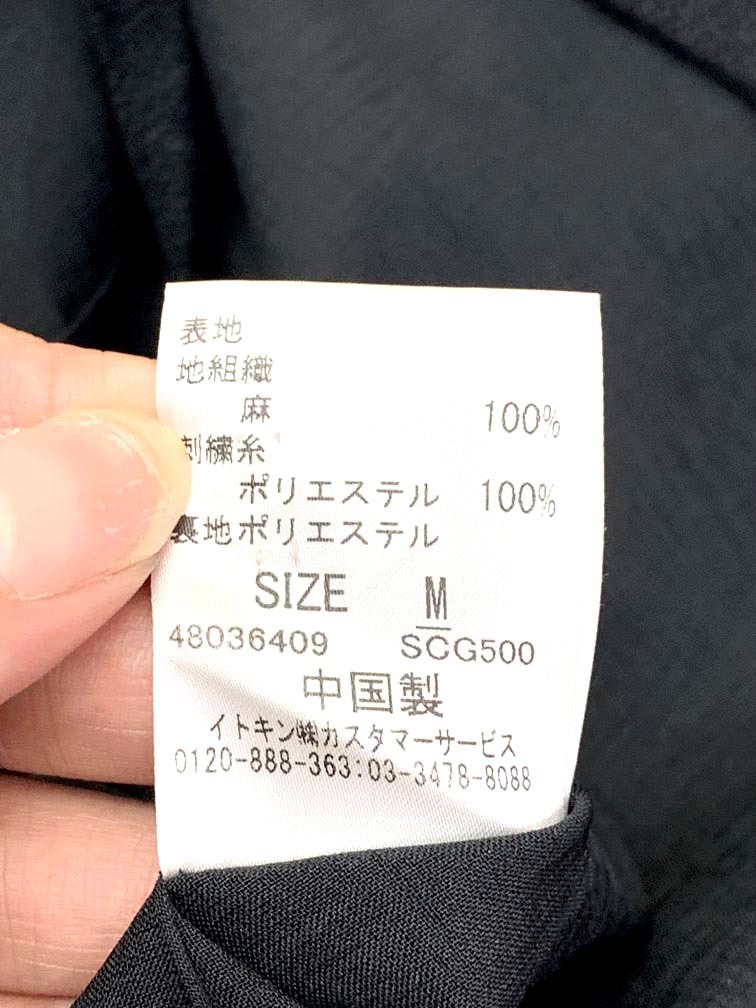 表地
地組織
麻 100%
刺繍糸
ポリエステル 100%
裏地ポリエステル
SIZE M
48036409 SCG500
中国製
イトキン㈱カスタマーサービス
0120-888-363:03-3478-8088